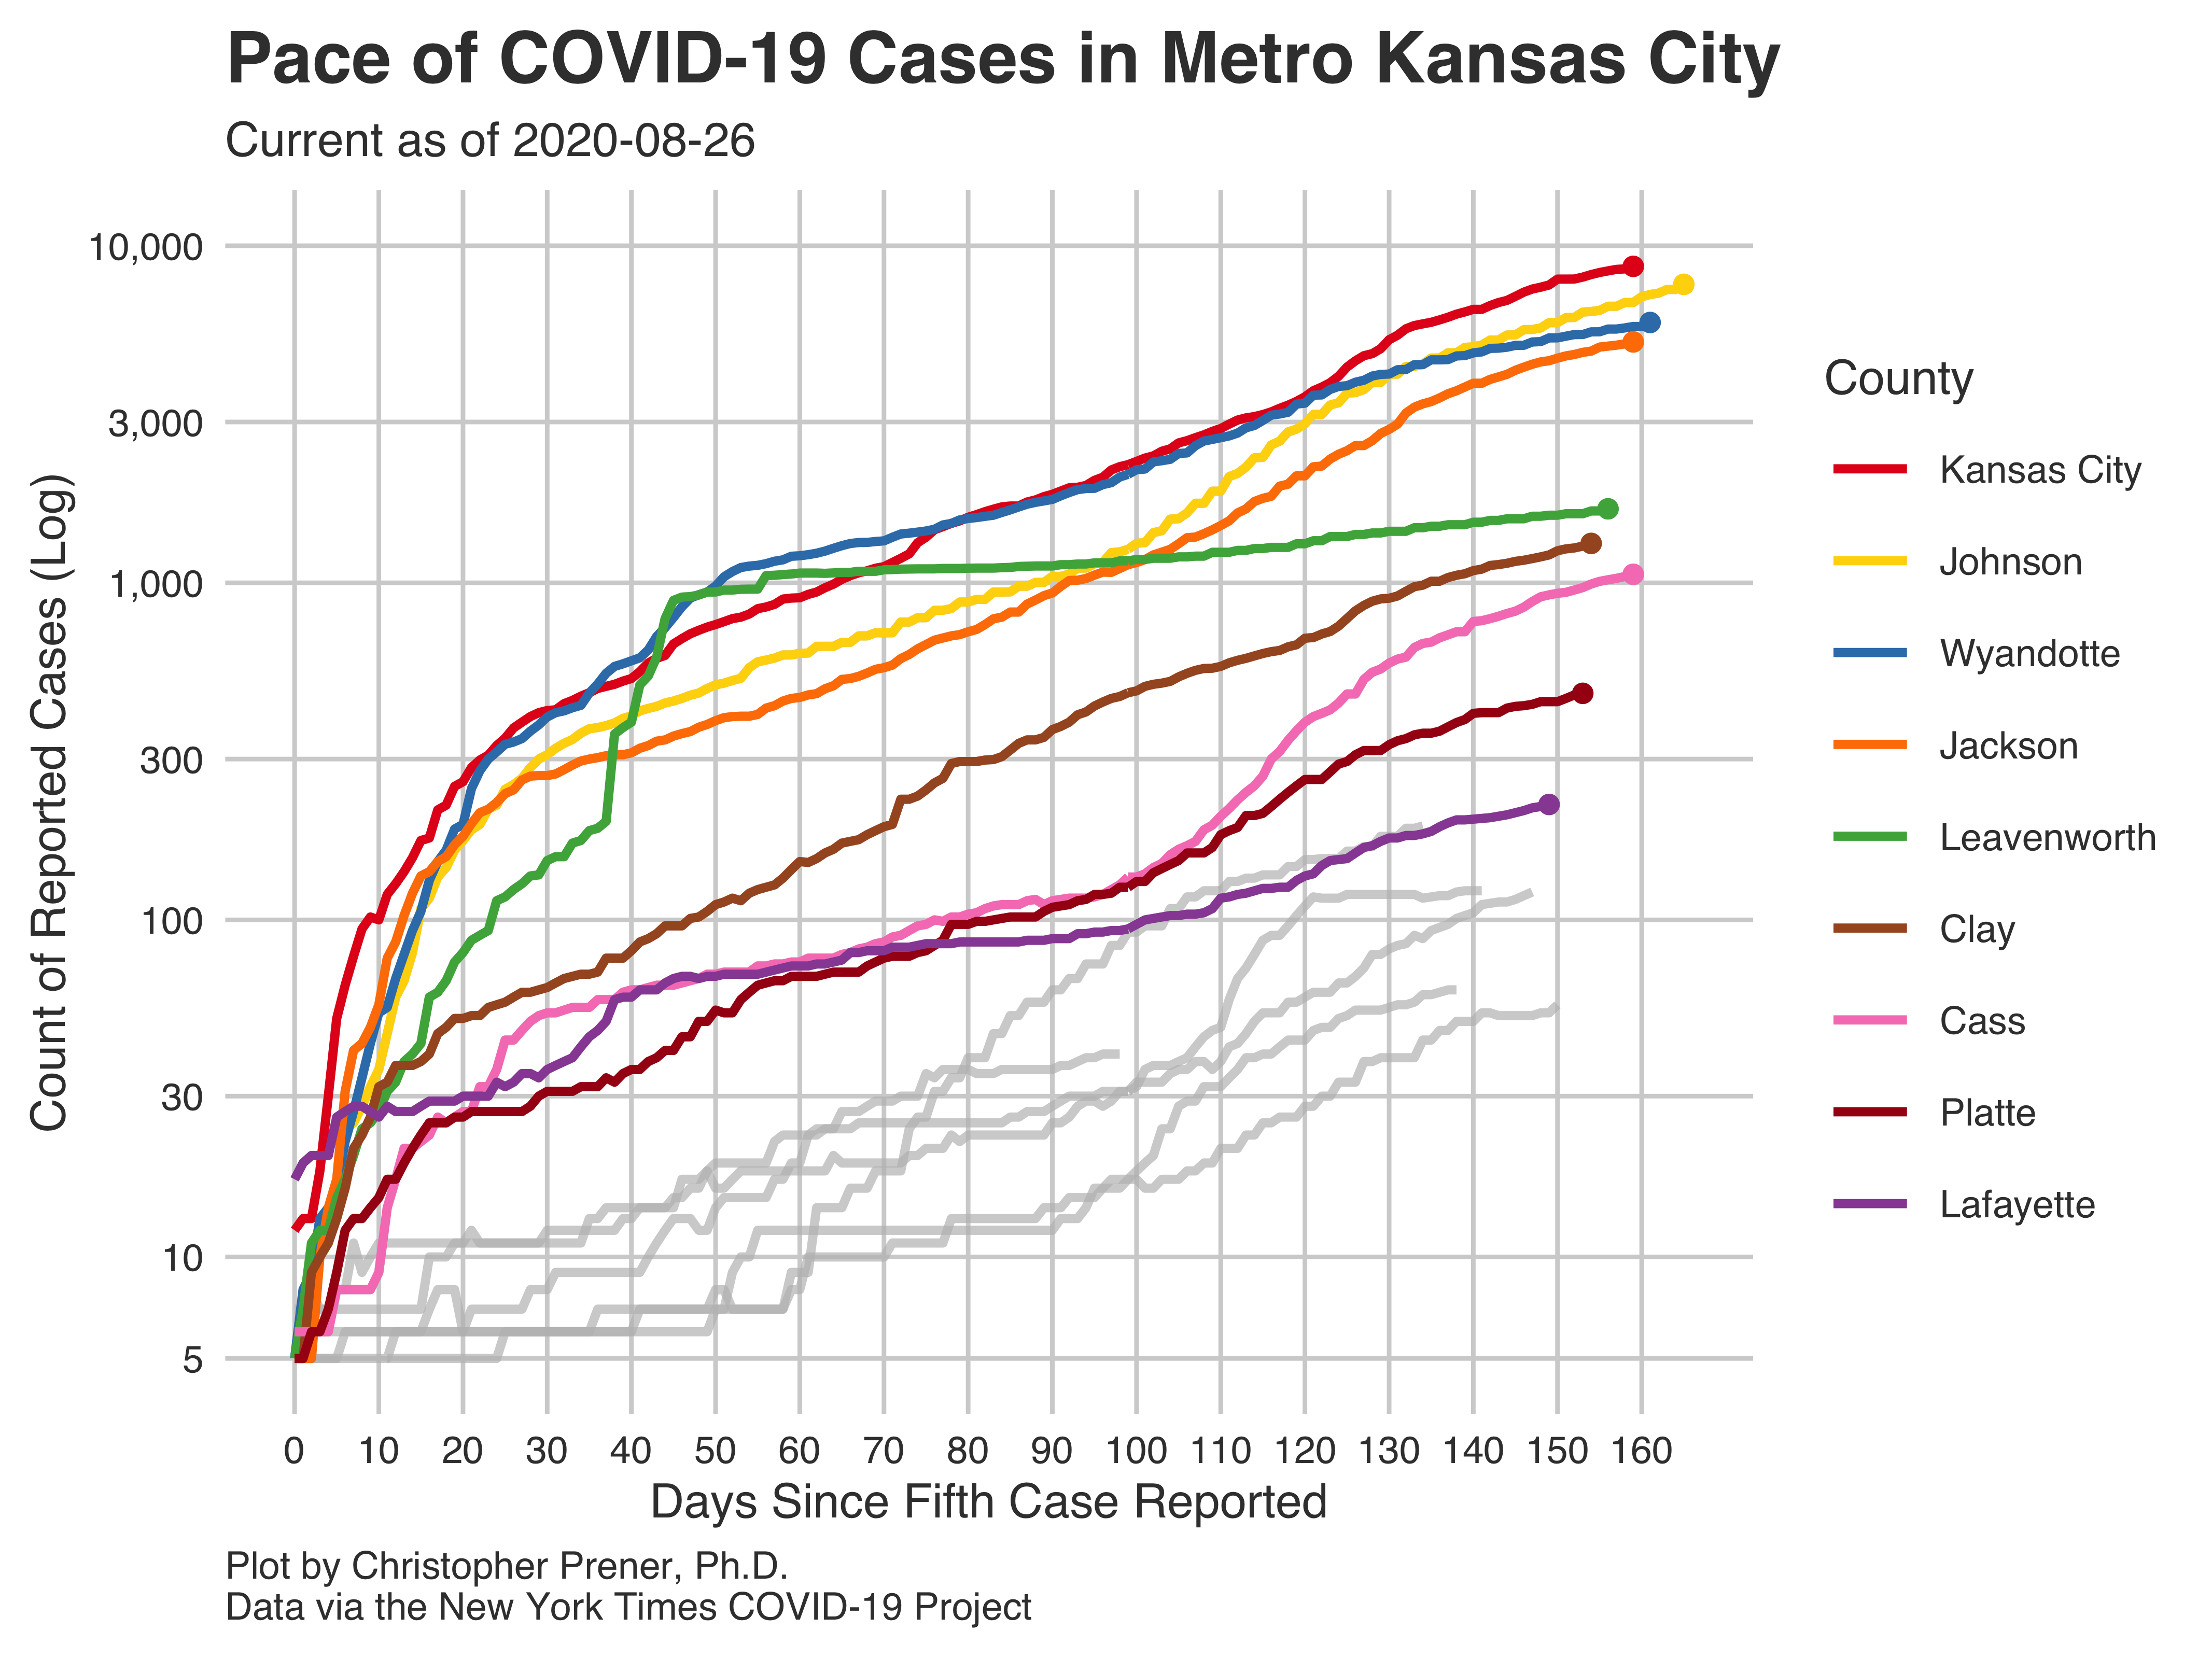 Pace of COVID-19 Cases in Metro Kansas City
Current as of 2020-08-26
10,000
3,000
1,000
300
100
30
10
5
Count of Reported Cases (Log)
0 10 20 30 40 50 60 70 80 90 100 110 120 130 140 150 160
Days Since Fifth Case Reported
County
Kansas City
Johnson
Wyandotte
Jackson
Leavenworth
Clay
Cass
Platte
Lafayette
Plot by Christopher Prener, Ph.D.
Data via the New York Times COVID-19 Project